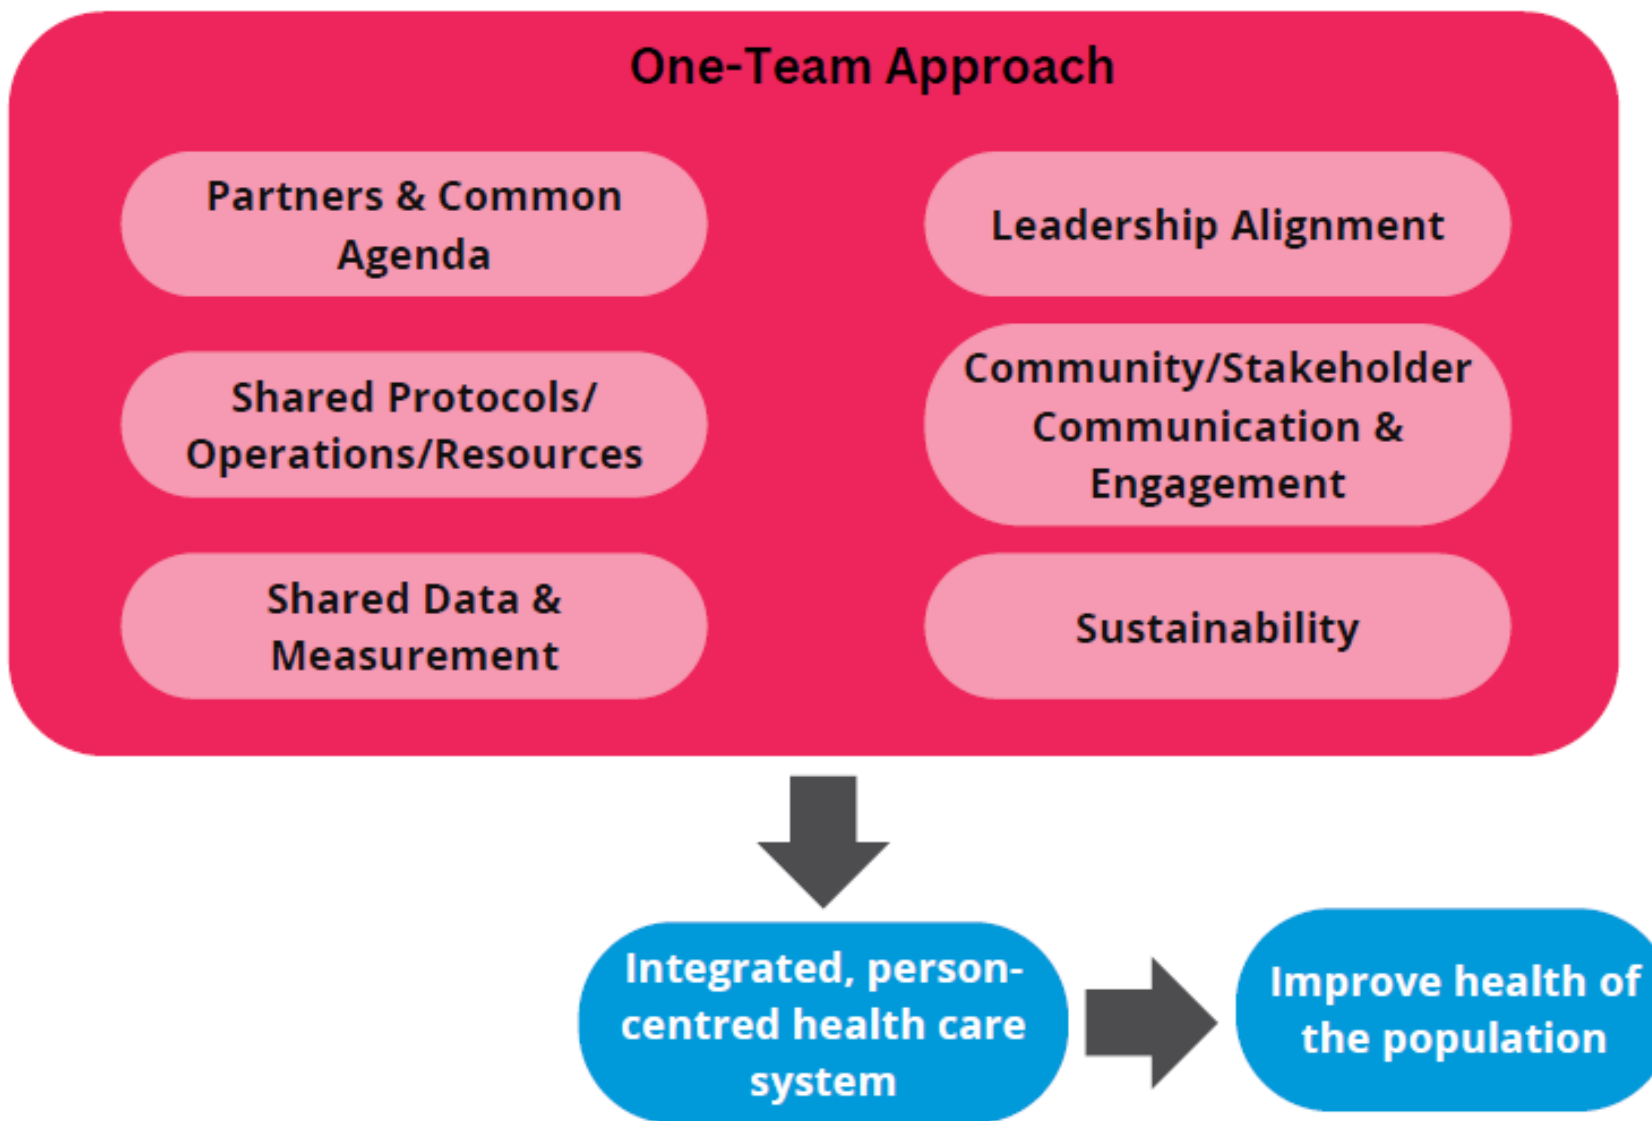 One-Team Approach
Partners & Common
Agenda
Leadership Alignment
Shared Protocols/
Operations/Resources
Community/Stakeholder
Communication &
Engagement
Shared Data &
Measurement
Sustainability
Integrated, person-
centred health care
system
Improve health of
the population